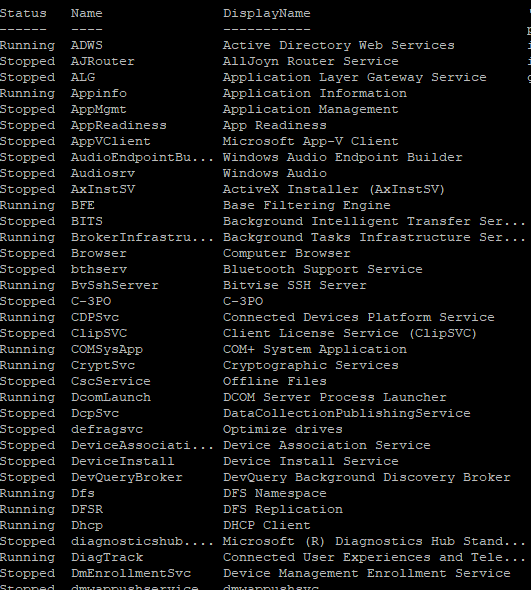 Status Name DisplayName
------ ---- -----------
Running ADWS Active Directory Web Services
Stopped AJRouter AllJoyn Router Service
Stopped ALG Application Layer Gateway Service
Running Appinfo Application Information
Stopped AppMgmt Application Management
Stopped AppReadiness App Readiness
Stopped AppVClient Microsoft App-V Client
Stopped AudioEndpointBu... Windows Audio Endpoint Builder
Stopped Audiosrv Windows Audio
Stopped AxInstSV ActiveX Installer (AxInstSV)
Running BFE Base Filtering Engine
Stopped BITS Background Intelligent Transfer Ser...
Running BrokerInfrastru... Background Tasks Infrastructure Ser...
Stopped Browser Computer Browser
Stopped bthserv Bluetooth Support Service
Running BvSshServer Bitvise SSH Server
Stopped C-3PO C-3PO
Running CDPSvc Connected Devices Platform Service
Stopped ClipSVC Client License Service (ClipSVC)
Running COMSysApp COM+ System Application
Running CryptSvc Cryptographic Services
Stopped CscService Offline Files
Running DcomLaunch DCOM Server Process Launcher
Stopped DcpSvc DataCollectionPublishingService
Stopped defragsvc Optimize drives
Stopped DeviceAssociati... Device Association Service
Stopped DeviceInstall Device Install Service
Stopped DevQueryBroker DevQuery Background Discovery Broker
Running Dfs DFS Namespace
Running DFSR DFS Replication
Running Dhcp DHCP Client
Stopped diagnosticshub.... Microsoft (R) Diagnostics Hub Stand...
Running DiagTrack Connected User Experiences and Tele...
Stopped DmEnrollmentSvc Device Management Enrollment Service
Stopped dmwappushservice dmwappushsvc